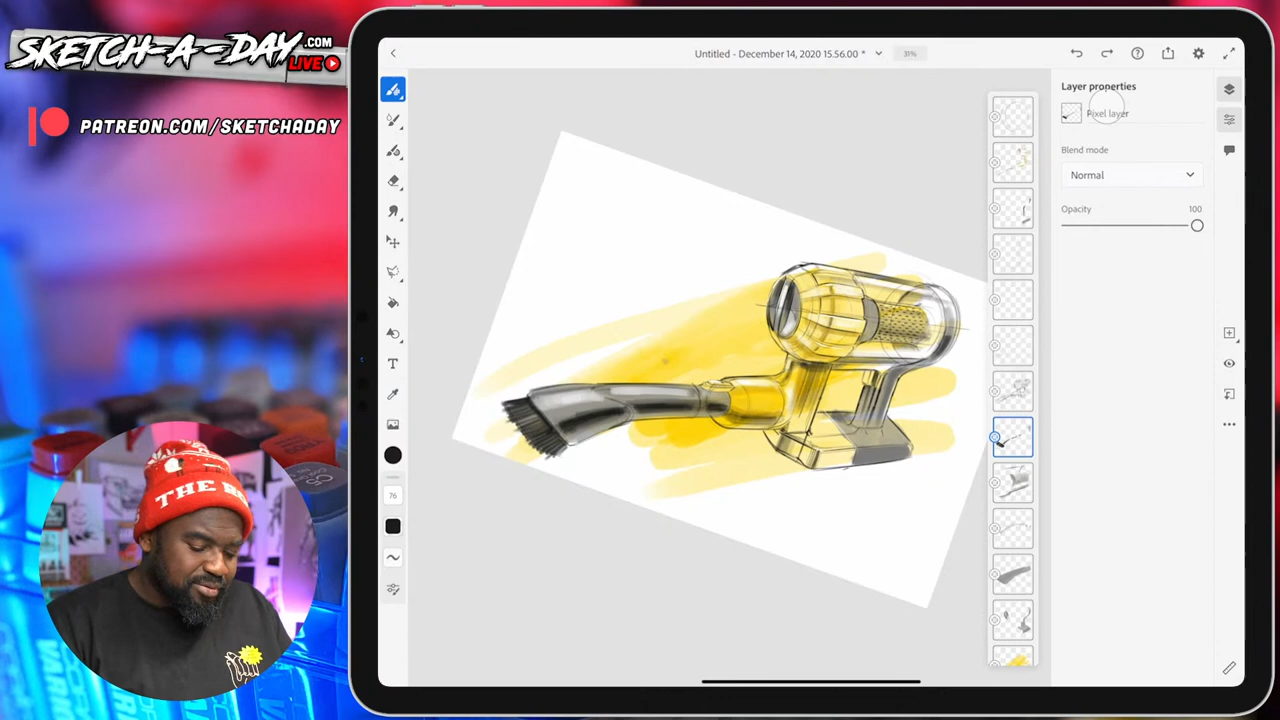 SKETCH-A-DAY.COM
LIVE
PATREON.COM/SKETCHADAY
Untitled - December 14, 2020 15.56.00 *
31%
Layer properties
Pixel layer
Blend mode
Normal
Opacity
100
T
76
THE RO